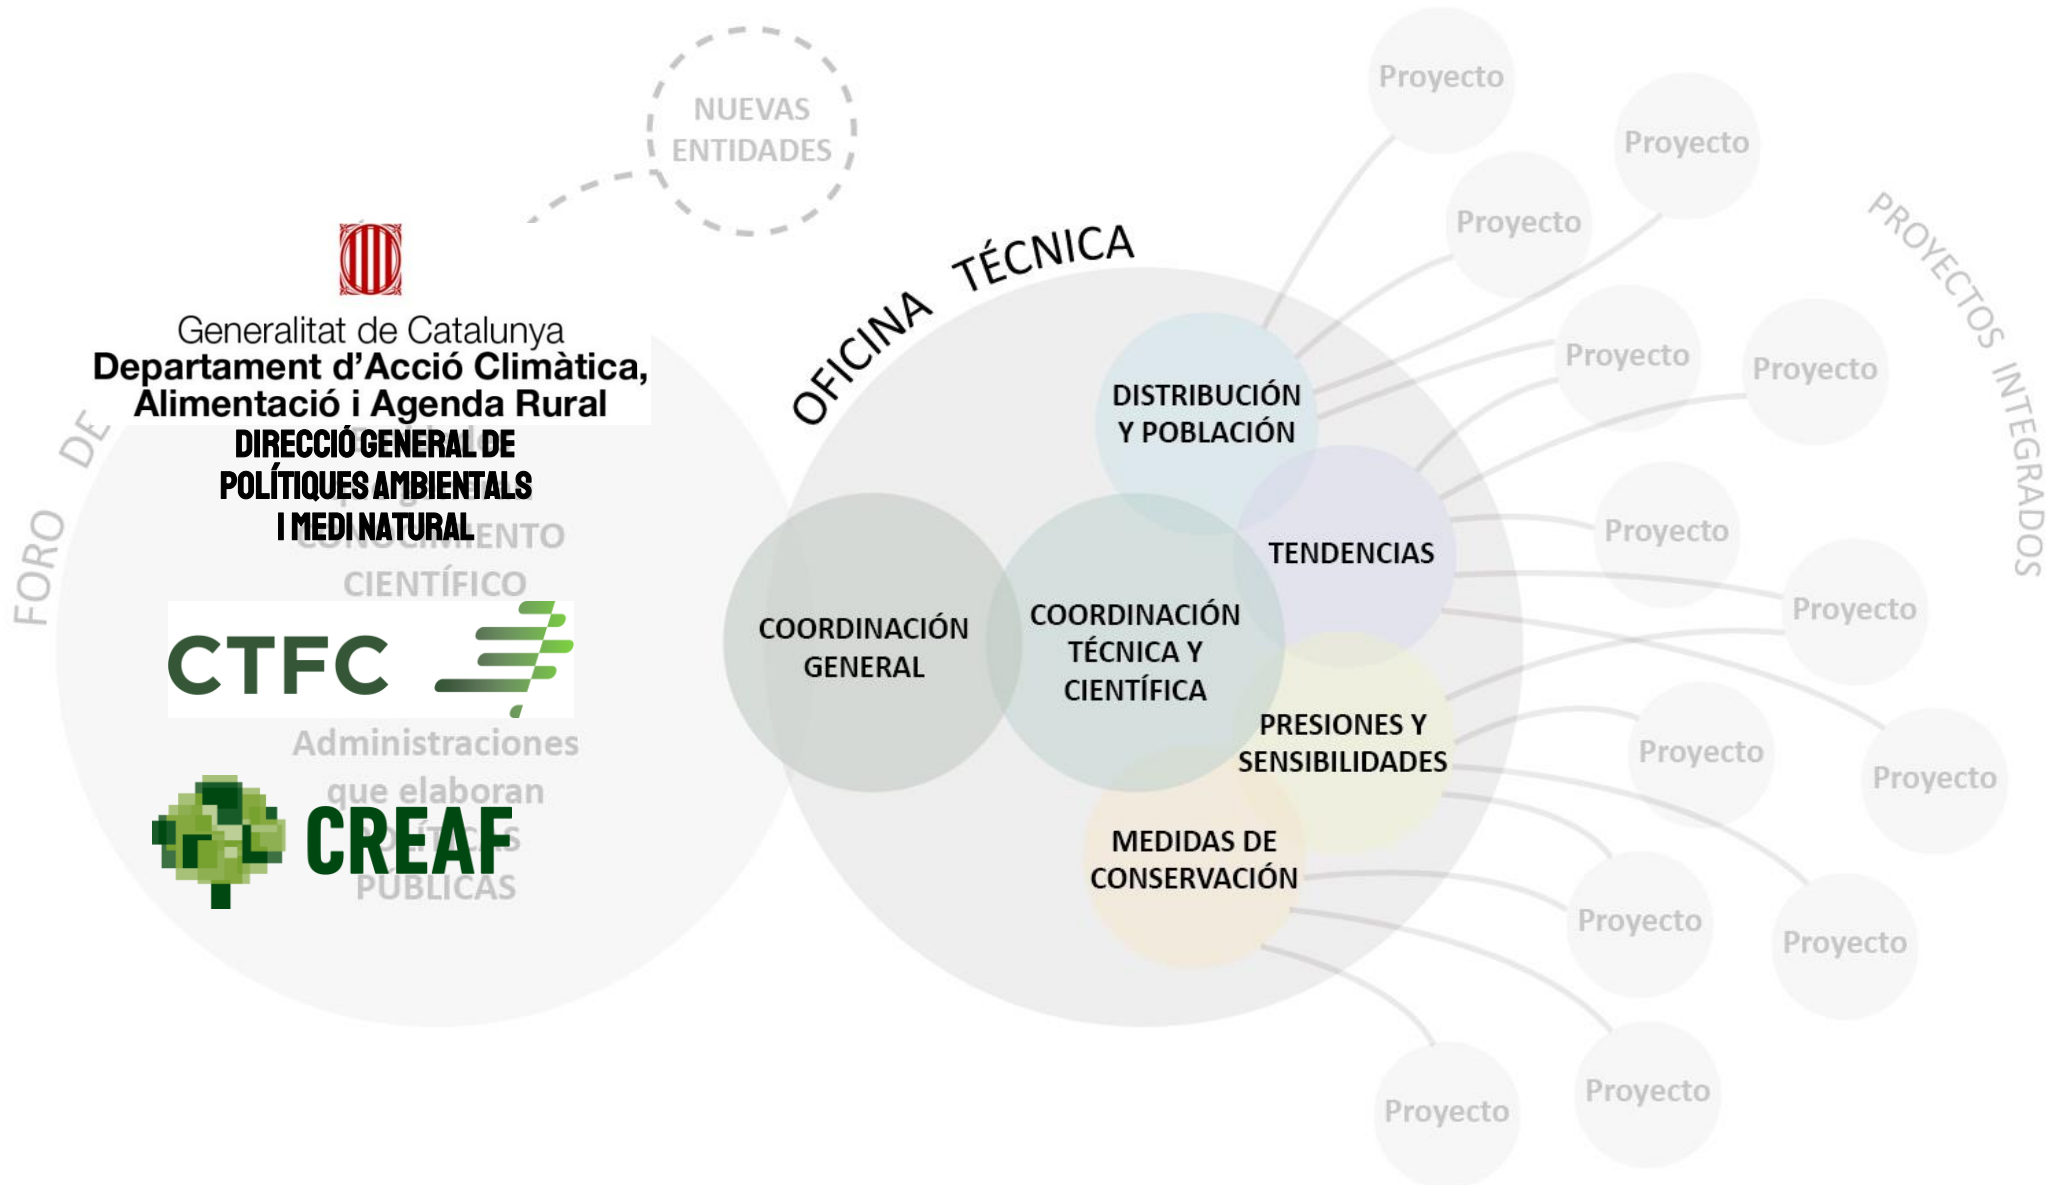 NUEVAS
ENTIDADES
Generalitat de Catalunya
Departament d'Acció Climàtica,
Alimentació i Agenda Rural
DIRECCIÓ GENERAL DE
POLÍTIQUES AMBIENTALS
I MEDI NATURAL
FORO DE
CIENTÍFICO
CTFC
Administraciones
que elaboran
CREAF
PÚBLICAS
OFICINA TÉCNICA
COORDINACIÓN
GENERAL
COORDINACIÓN
TÉCNICA Y
CIENTÍFICA
DISTRIBUCIÓN
Y POBLACIÓN
TENDENCIAS
PRESIONES Y
SENSIBILIDADES
MEDIDAS DE
CONSERVACIÓN
PROYECTOS INTEGRADOS
Proyecto
Proyecto
Proyecto
Proyecto
Proyecto
Proyecto
Proyecto
Proyecto
Proyecto
Proyecto
Proyecto
Proyecto
Proyecto